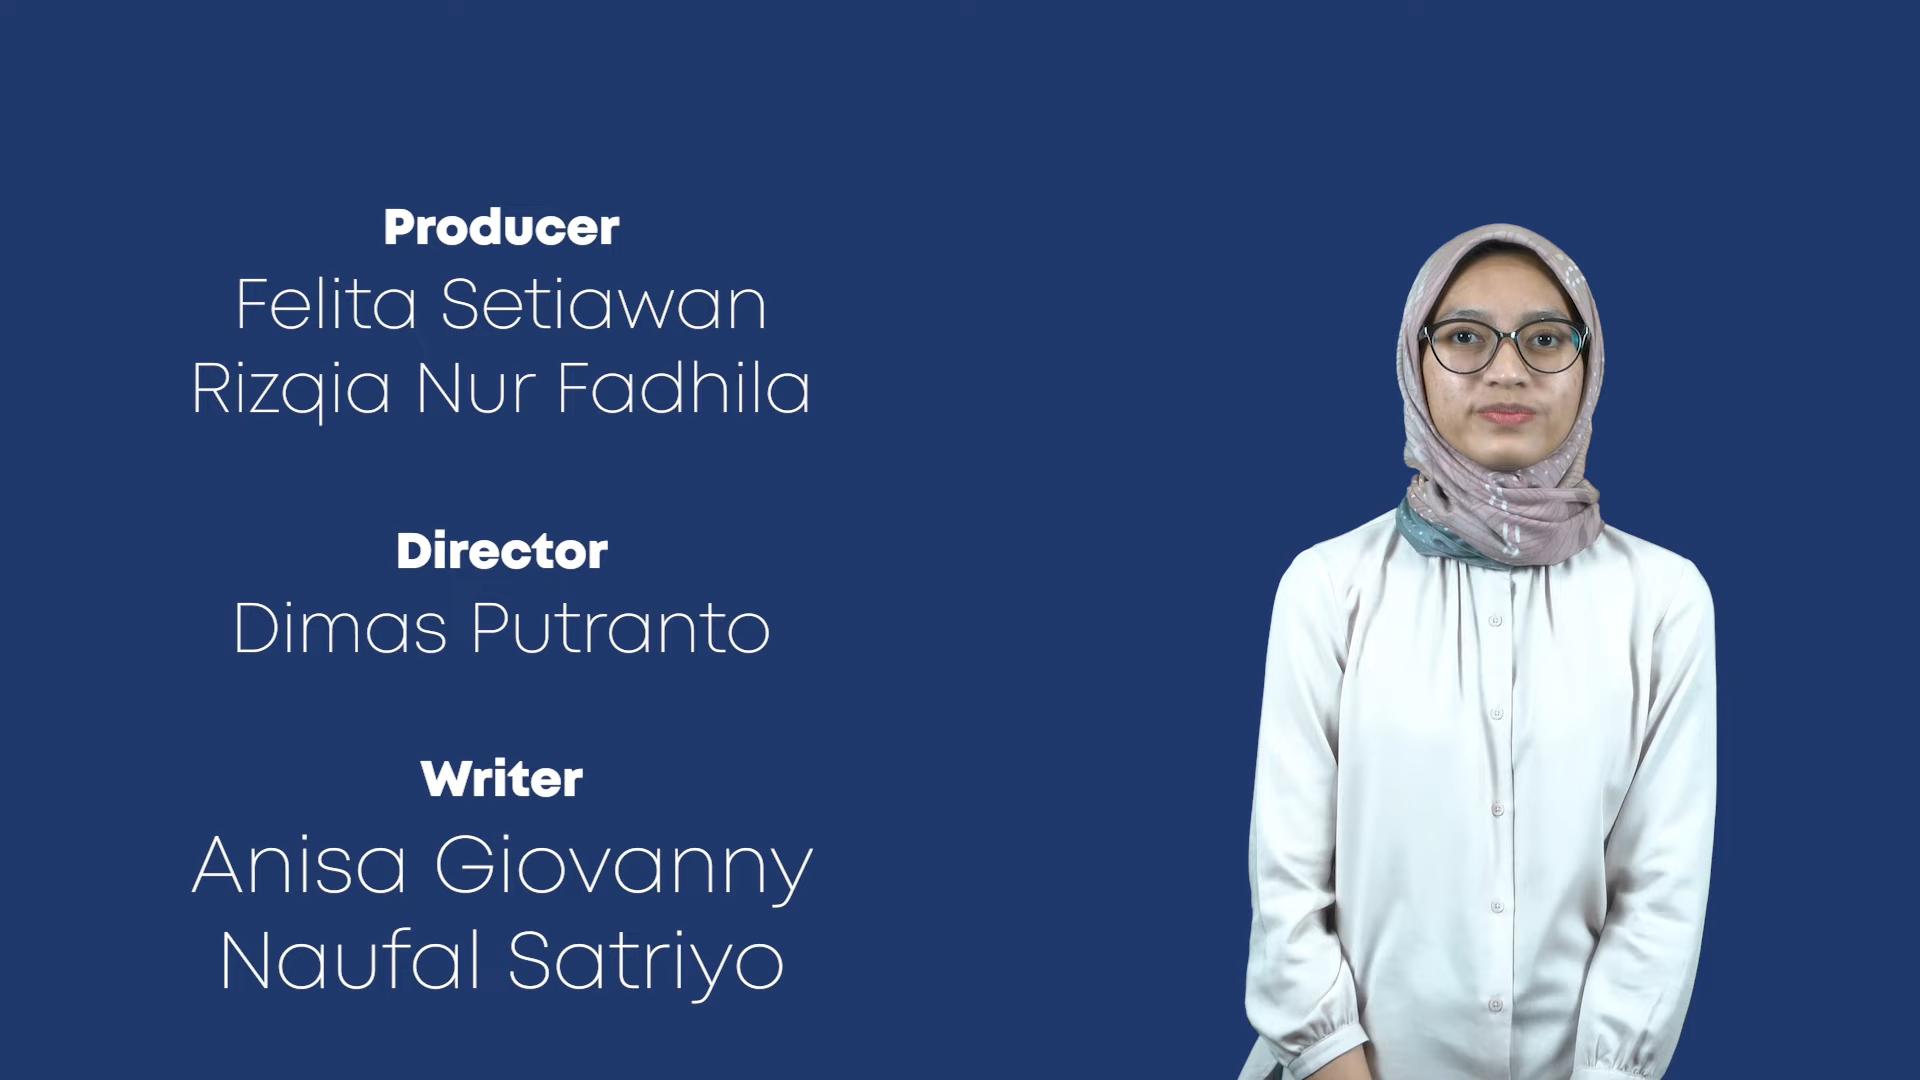 Producer
Felita Setiawan
Rizqia Nur Fadhila
Director
Dimas Putranto
Writer
Anisa Giovanny
Naufal Satriyo